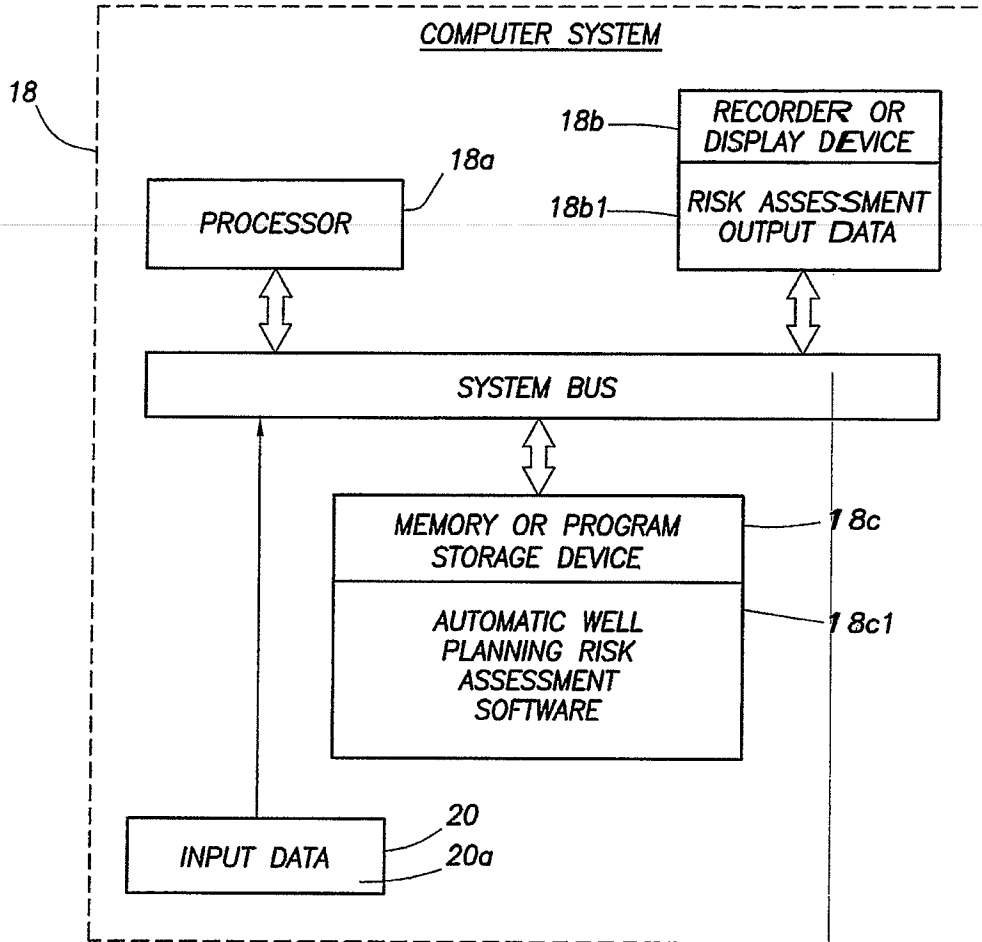 COMPUTER SYSTEM
18
18a
PROCESSOR
18b
RECORDER OR
DISPLAY DEVICE
18b1
RISK ASSESSMENT
OUTPUT DATA
SYSTEM BUS
MEMORY OR PROGRAM
STORAGE DEVICE
18c
AUTOMATIC WELL
PLANNING RISK
ASSESSMENT
SOFTWARE
18c1
INPUT DATA
20
20a